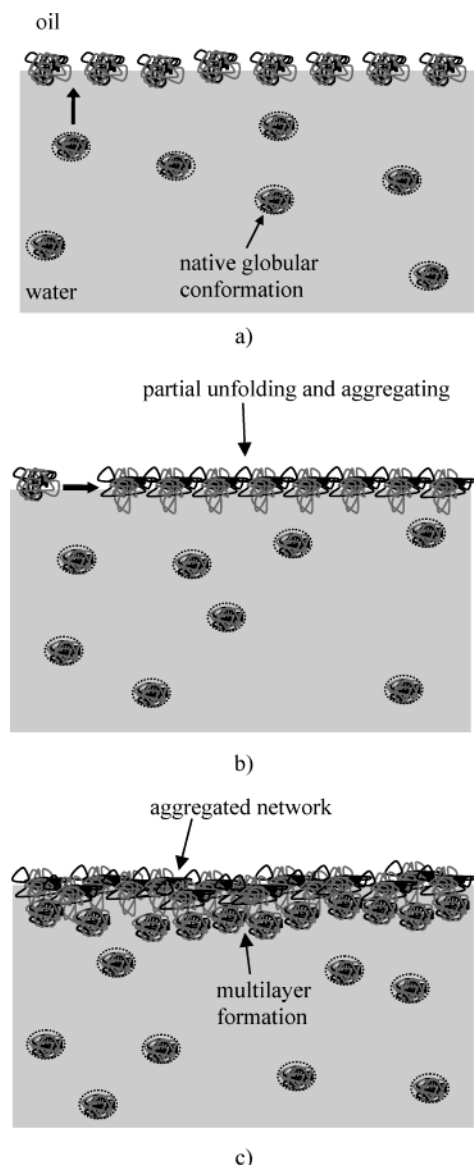 oil
native globular
conformation
water
a)
partial unfolding and aggregating
b)
aggregated network
multilayer
formation
c)